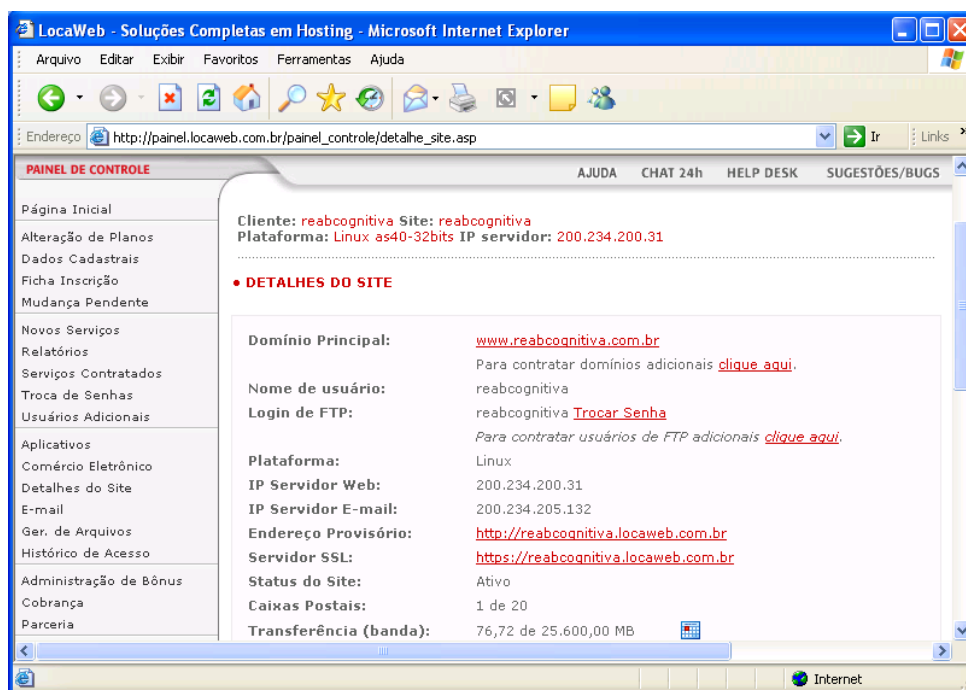 LocaWeb - Soluções Completas em Hosting - Microsoft Internet Explorer
Arquivo Editar Exibir Favoritos Ferramentas Ajuda
Endereço http://painel.locaweb.com.br/painel_controle/detalhe_site.asp Ir Links
PAINEL DE CONTROLE
AJUDA CHAT 24h HELP DESK SUGESTÕES/BUGS
Página Inicial
Alteração de Planos
Dados Cadastrais
Ficha Inscrição
Mudança Pendente
Novos Serviços
Relatórios
Serviços Contratados
Troca de Senhas
Usuários Adicionais
Aplicativos
Comércio Eletrônico
Detalhes do Site
E-mail
Ger. de Arquivos
Histórico de Acesso
Administração de Bônus
Cobrança
Parceria
Cliente: reabcognitiva Site: reabcognitiva
Plataforma: Linux as40-32bits IP servidor: 200.234.200.31
• DETALHES DO SITE
Domínio Principal: www.reabcognitiva.com.br
Para contratar domínios adicionais clique aqui.
Nome de usuário: reabcognitiva
Login de FTP: reabcognitiva Trocar Senha
Para contratar usuários de FTP adicionais clique aqui.
Plataforma: Linux
IP Servidor Web: 200.234.200.31
IP Servidor E-mail: 200.234.205.132
Endereço Provisório: http://reabcognitiva.locaweb.com.br
Servidor SSL: https://reabcognitiva.locaweb.com.br
Status do Site: Ativo
Caixas Postais: 1 de 20
Transferência (banda): 76,72 de 25.600,00 MB
Internet